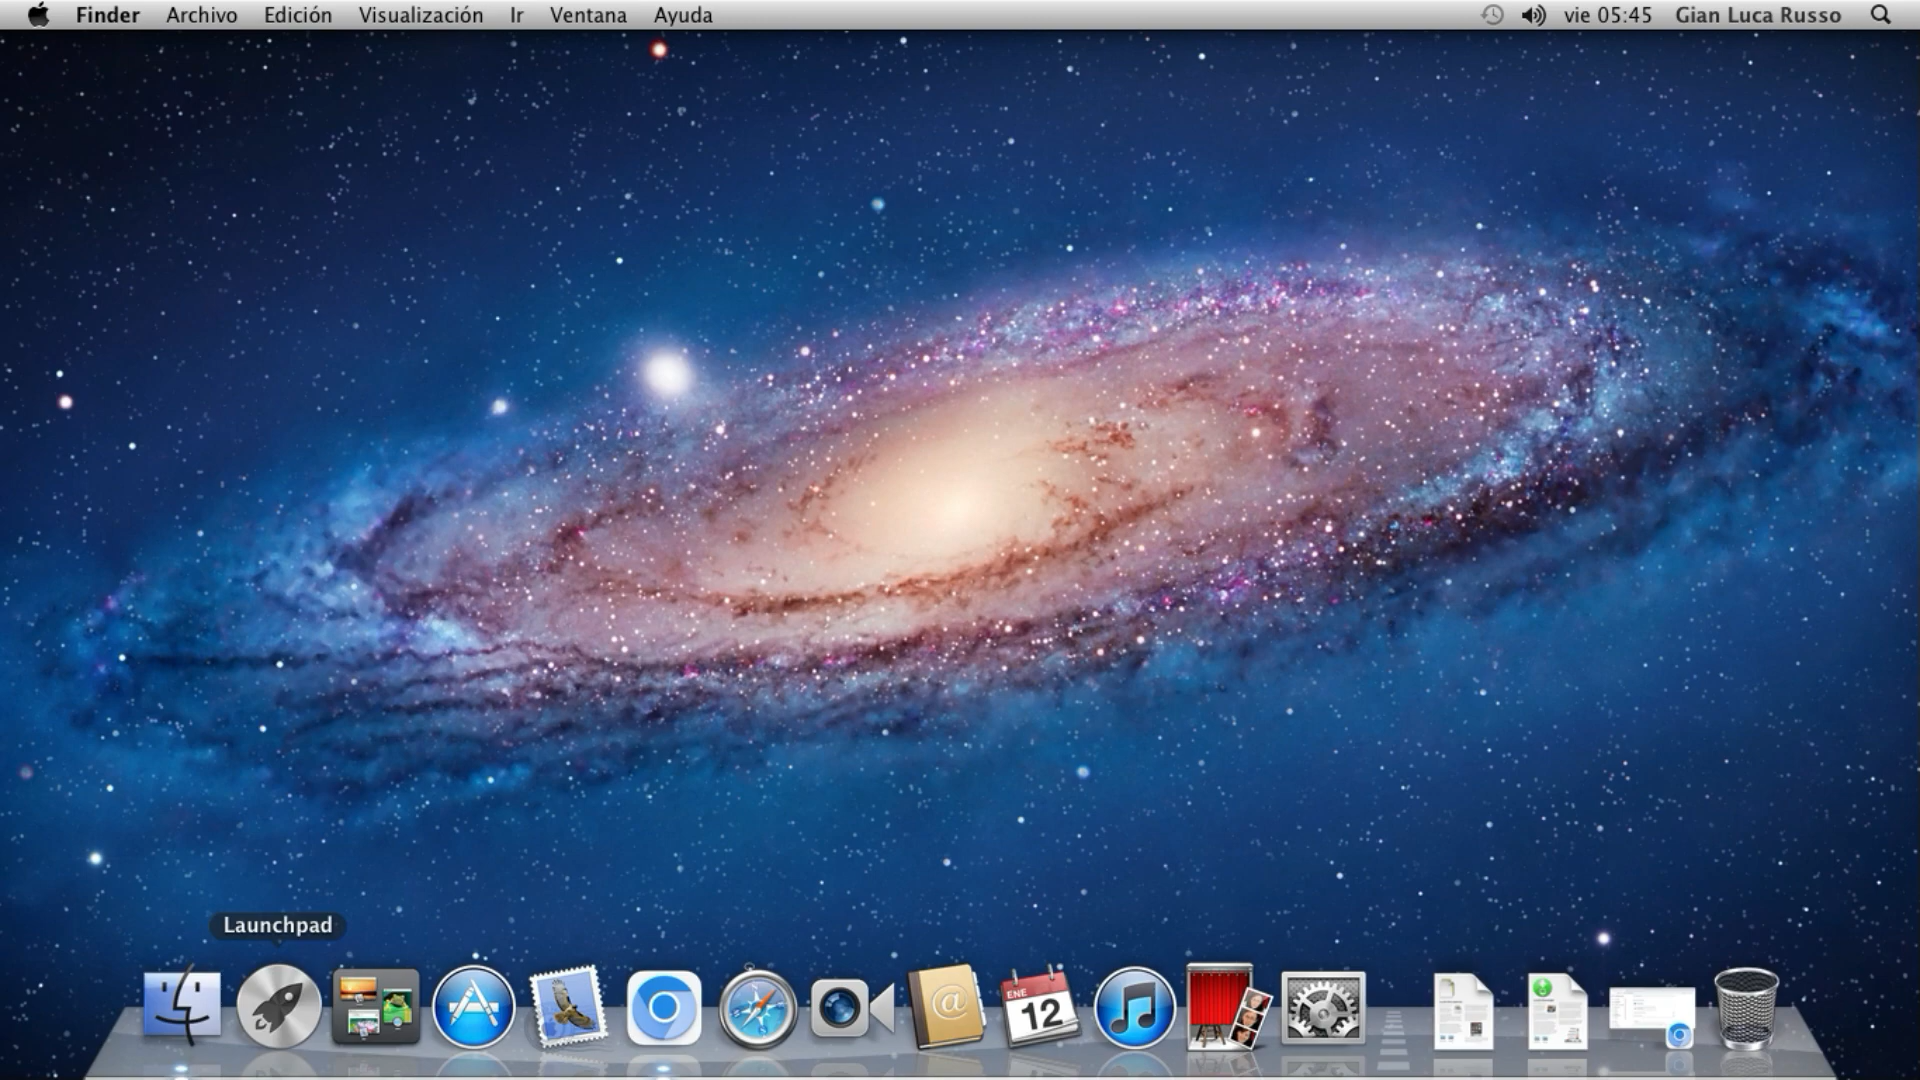 Finder Archivo Edición Visualización Ir Ventana Ayuda vie 05:45 Gian Luca Russo
Launchpad
@
ENE
12